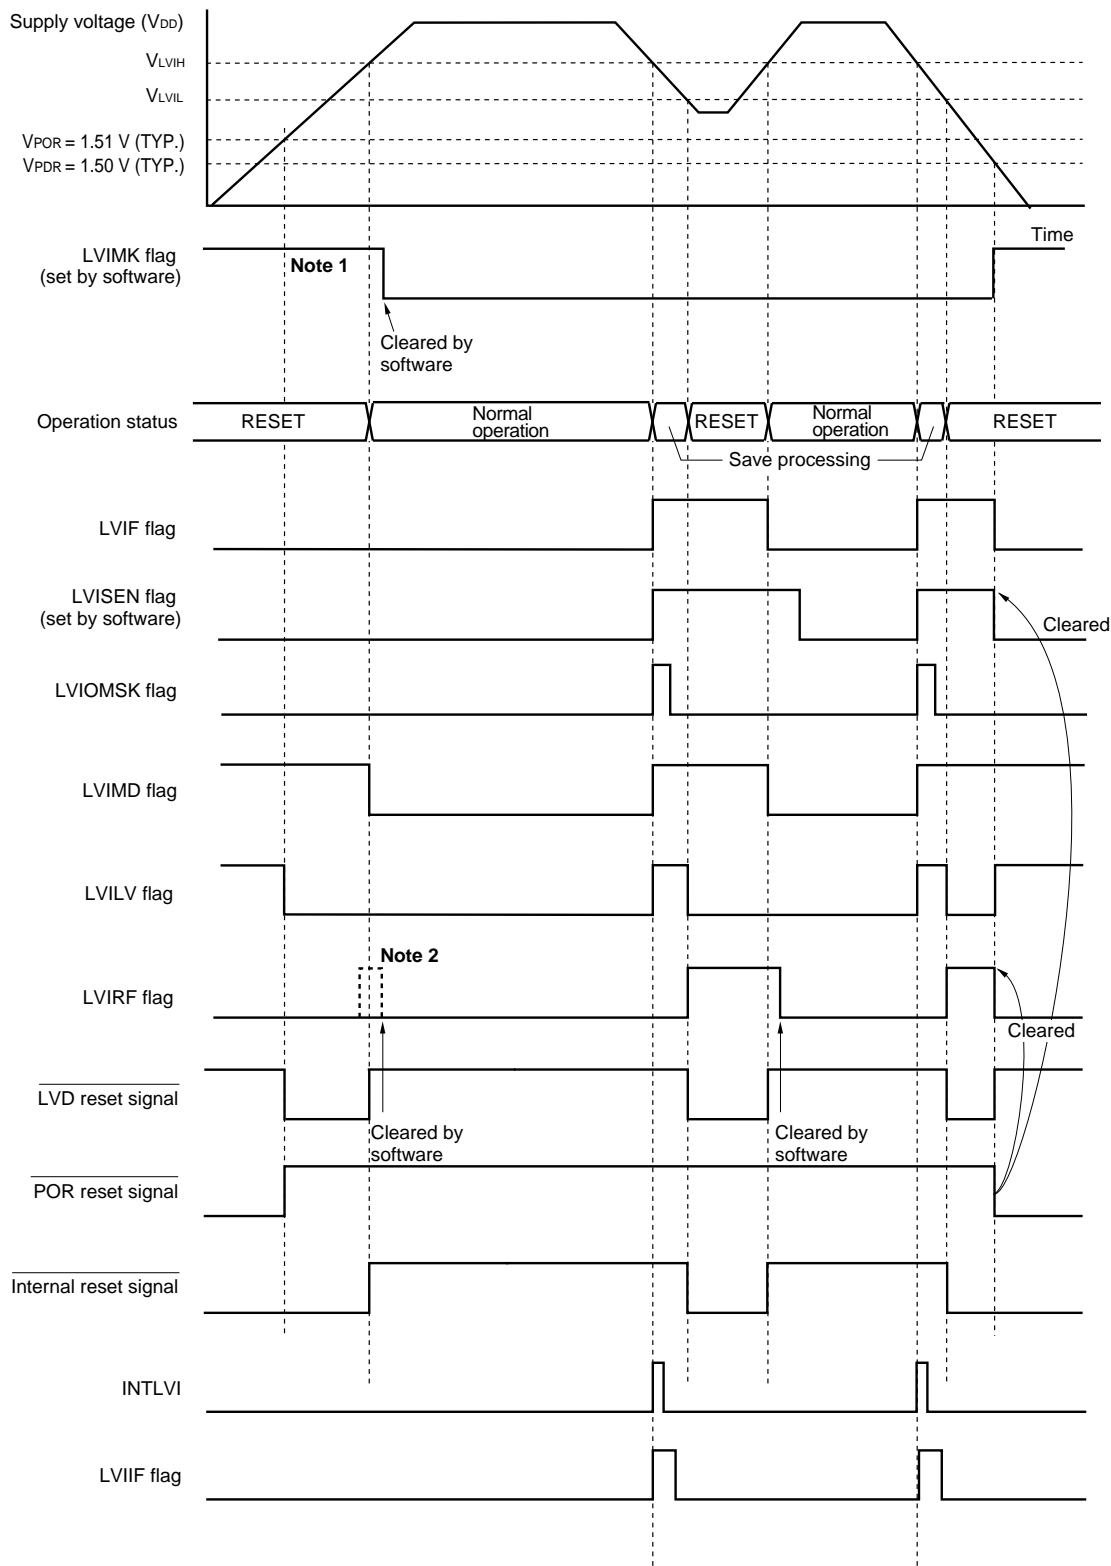 Supply voltage (VDD)
VLVIH
VLVIL
VPOR = 1.51 V (TYP.)
VPDR = 1.50 V (TYP.)
Time
LVIMK flag
(set by software)
Note 1
Cleared by
software
Operation status
RESET
Normal
operation
RESET
Normal
operation
RESET
Save processing
LVIF flag
LVISEN flag
(set by software)
Cleared
LVIOMSK flag
LVIMD flag
LVILV flag
Note 2
LVIRF flag
Cleared
LVD reset signal
Cleared by
software
Cleared by
software
POR reset signal
Internal reset signal
INTLVI
LVIIF flag